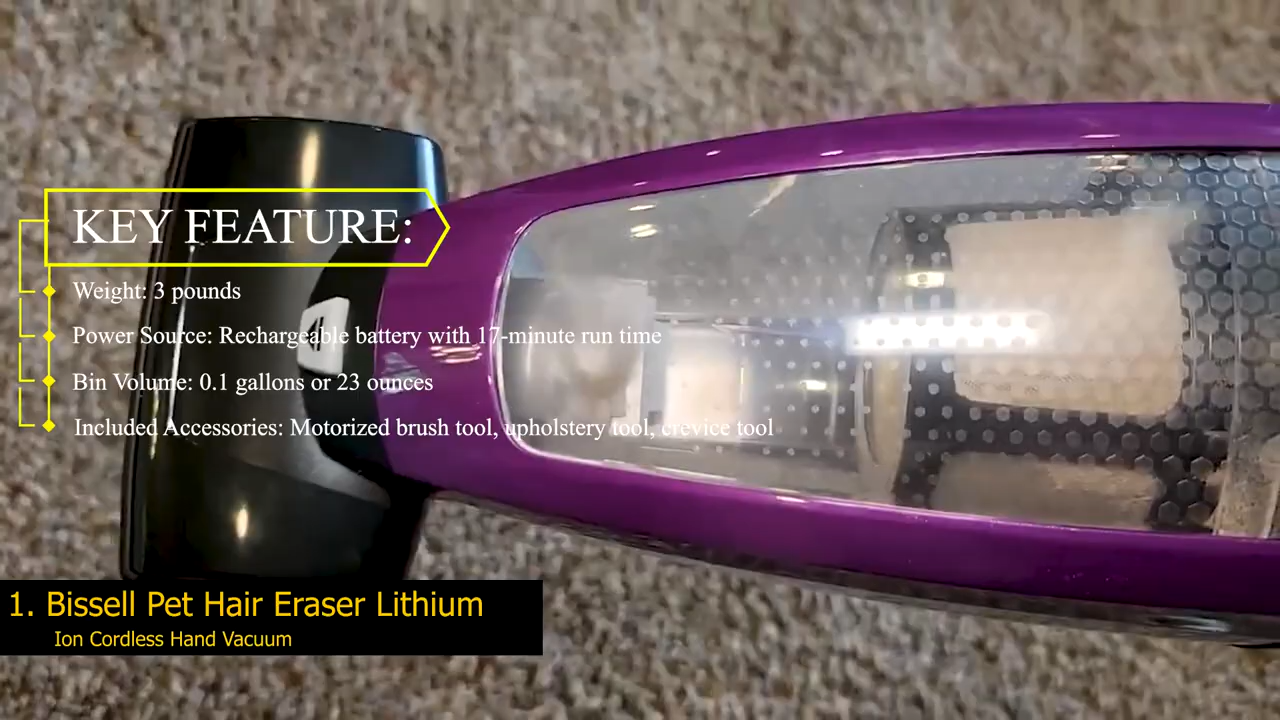 KEY FEATURE:
Weight: 3 pounds
Power Source: Rechargeable battery with 17-minute run time
Bin Volume: 0.1 gallons or 23 ounces
Included Accessories: Motorized brush tool, upholstery tool, crevice tool
1. Bissell Pet Hair Eraser Lithium
Ion Cordless Hand Vacuum